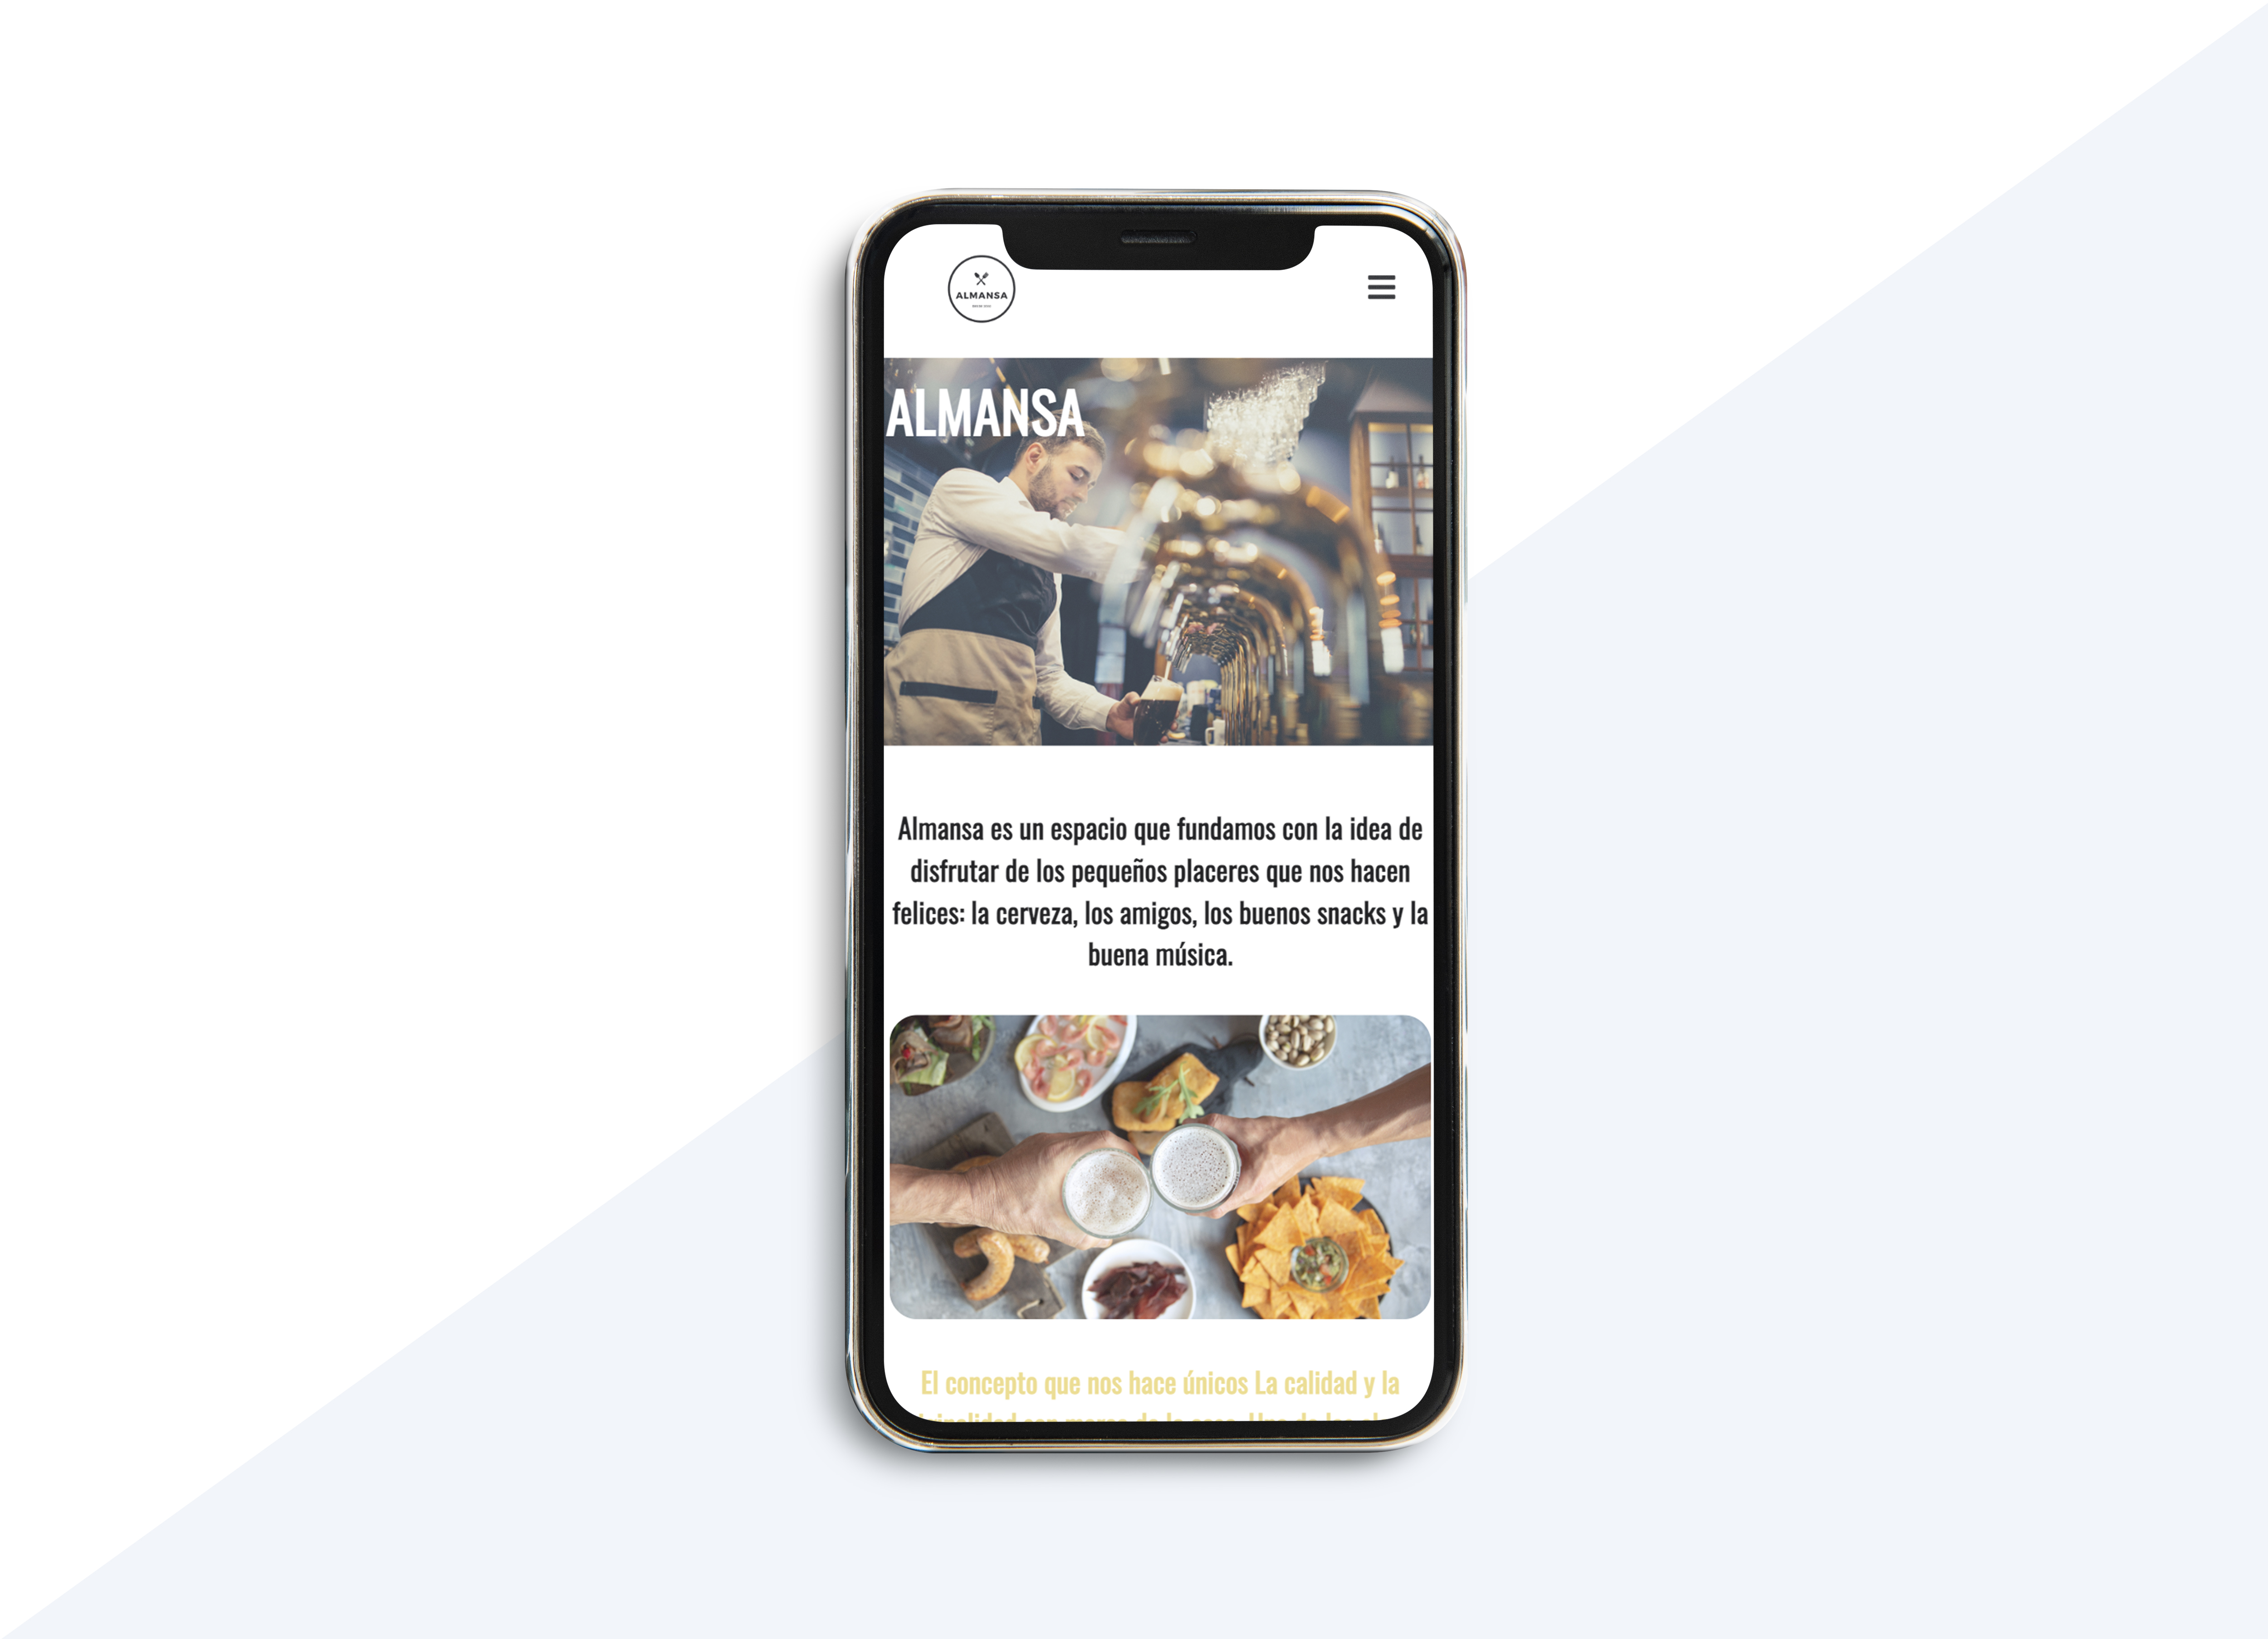 ALMANSA
ALMANSA
Almansa es un espacio que fundamos con la idea de
disfrutar de los pequeños placeres que nos hacen
felices: la cerveza, los amigos, los buenos snacks y la
buena música.
El concepto que nos hace únicos La calidad y la